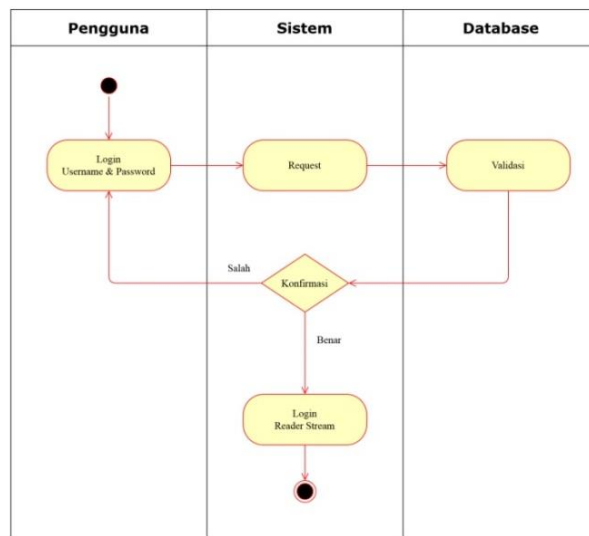 Pengguna
Sistem
Database
Login
Username & Password
Request
Validasi
Salah
Konfirmasi
Benar
Login
Reader Stream